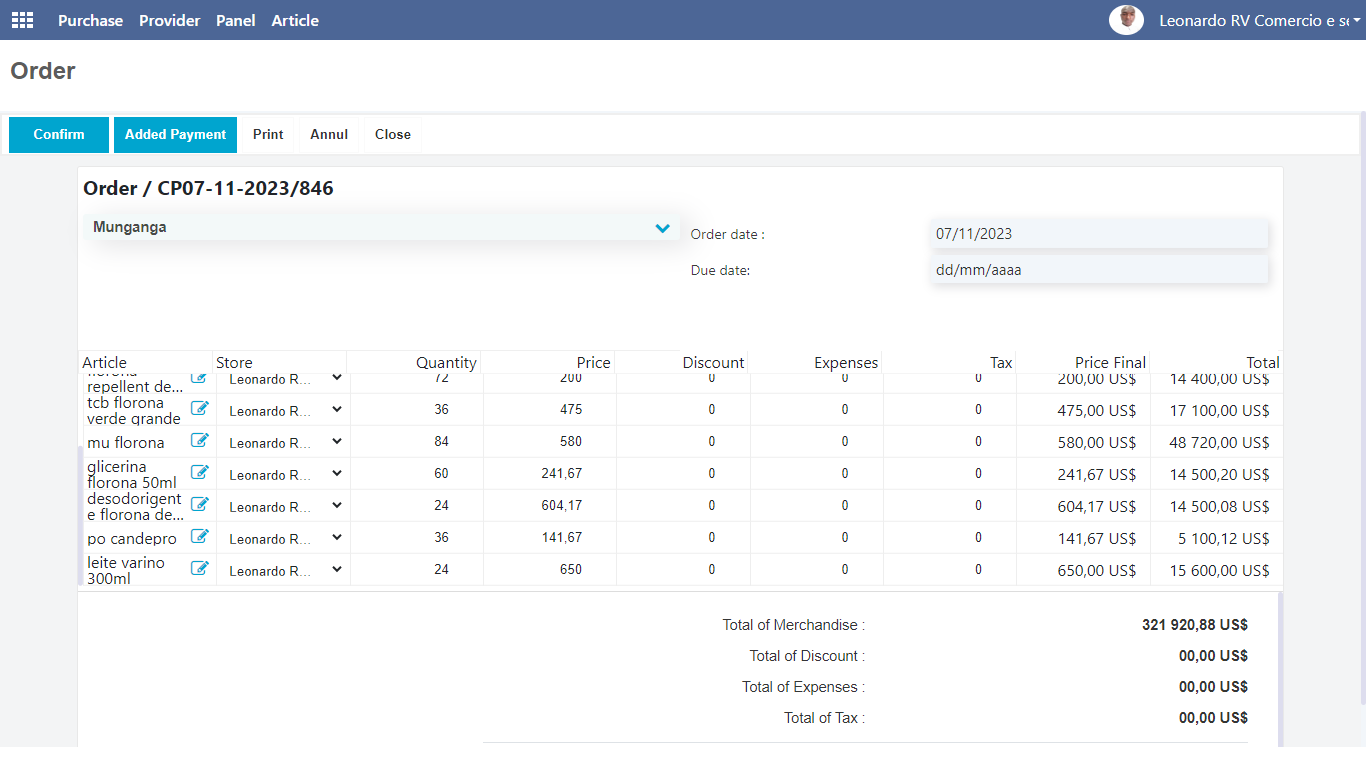 Purchase Provider Panel Article Leonardo RV Comercio e se
Order
Confirm Added Payment Print Annul Close
Order / CP07-11-2023/846
Munganga
Order date :
07/11/2023
Due date:
dd/mm/aaaa
Article Store Quantity Price Discount Expenses Tax Price Final Total
florona
repellent de... Leonardo R... 72 200 0 0 0 200,00 US$ 14 400,00 US$
tcb florona
verde grande Leonardo R... 36 475 0 0 0 475,00 US$ 17 100,00 US$
mu florona Leonardo R... 84 580 0 0 0 580,00 US$ 48 720,00 US$
glicerina
florona 50ml Leonardo R... 60 241,67 0 0 0 241,67 US$ 14 500,20 US$
desodorigent
e florona de... Leonardo R... 24 604,17 0 0 0 604,17 US$ 14 500,08 US$
po candepro Leonardo R... 36 141,67 0 0 0 141,67 US$ 5 100,12 US$
leite varino
300ml Leonardo R... 24 650 0 0 0 650,00 US$ 15 600,00 US$
Total of Merchandise : 321 920,88 US$
Total of Discount : 00,00 US$
Total of Expenses : 00,00 US$
Total of Tax : 00,00 US$